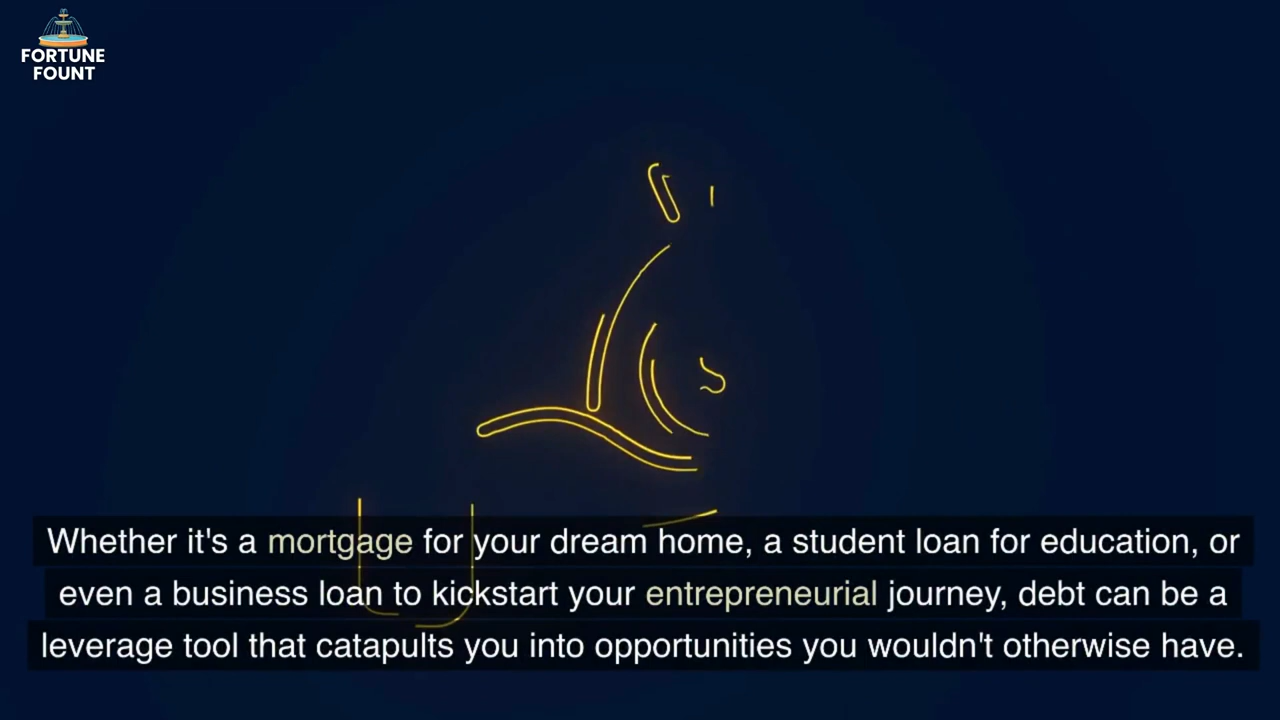 FORTUNE
FOUNT
Whether it's a mortgage for your dream home, a student loan for education, or
even a business loan to kickstart your entrepreneurial journey, debt can be a
leverage tool that catapults you into opportunities you wouldn't otherwise have.